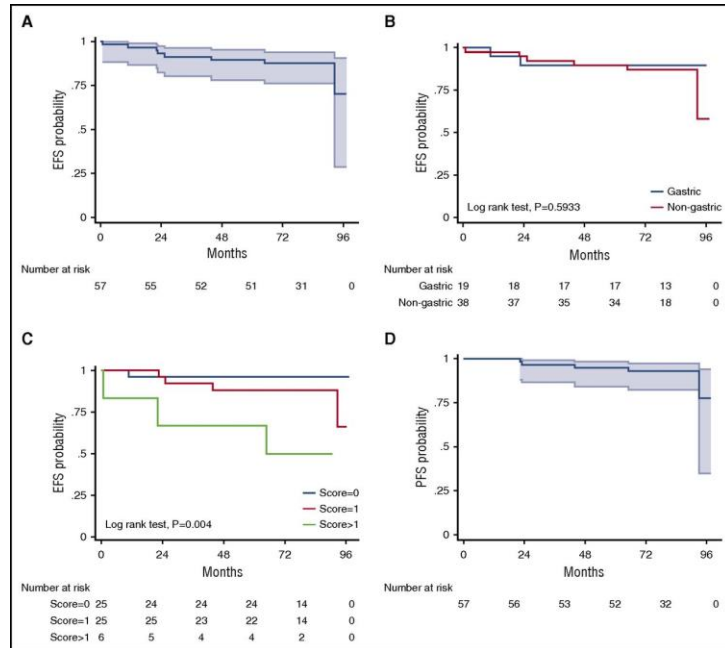 A
EFS probability
1
.75
.5
.25
0
0 24 48 72 96
Months
Number at risk
57 55 52 51 31 0
B
EFS probability
1
.75
.5
.25
0
Gastric
Non-gastric
Log rank test, P=0.5933
0 24 48 72 96
Months
Number at risk
Gastric 19 18 17 17 13 0
Non-gastric 38 37 35 34 18 0
C
EFS probability
1
.75
.5
.25
0
Score=0
Score=1
Score>1
Log rank test, P=0.004
0 24 48 72 96
Months
Number at risk
Score=0 25 24 24 24 14 0
Score=1 25 25 23 22 14 0
Score>1 6 5 4 4 2 0
D
PFS probability
1
.75
.5
.25
0
0 24 48 72 96
Months
Number at risk
57 56 53 52 32 0